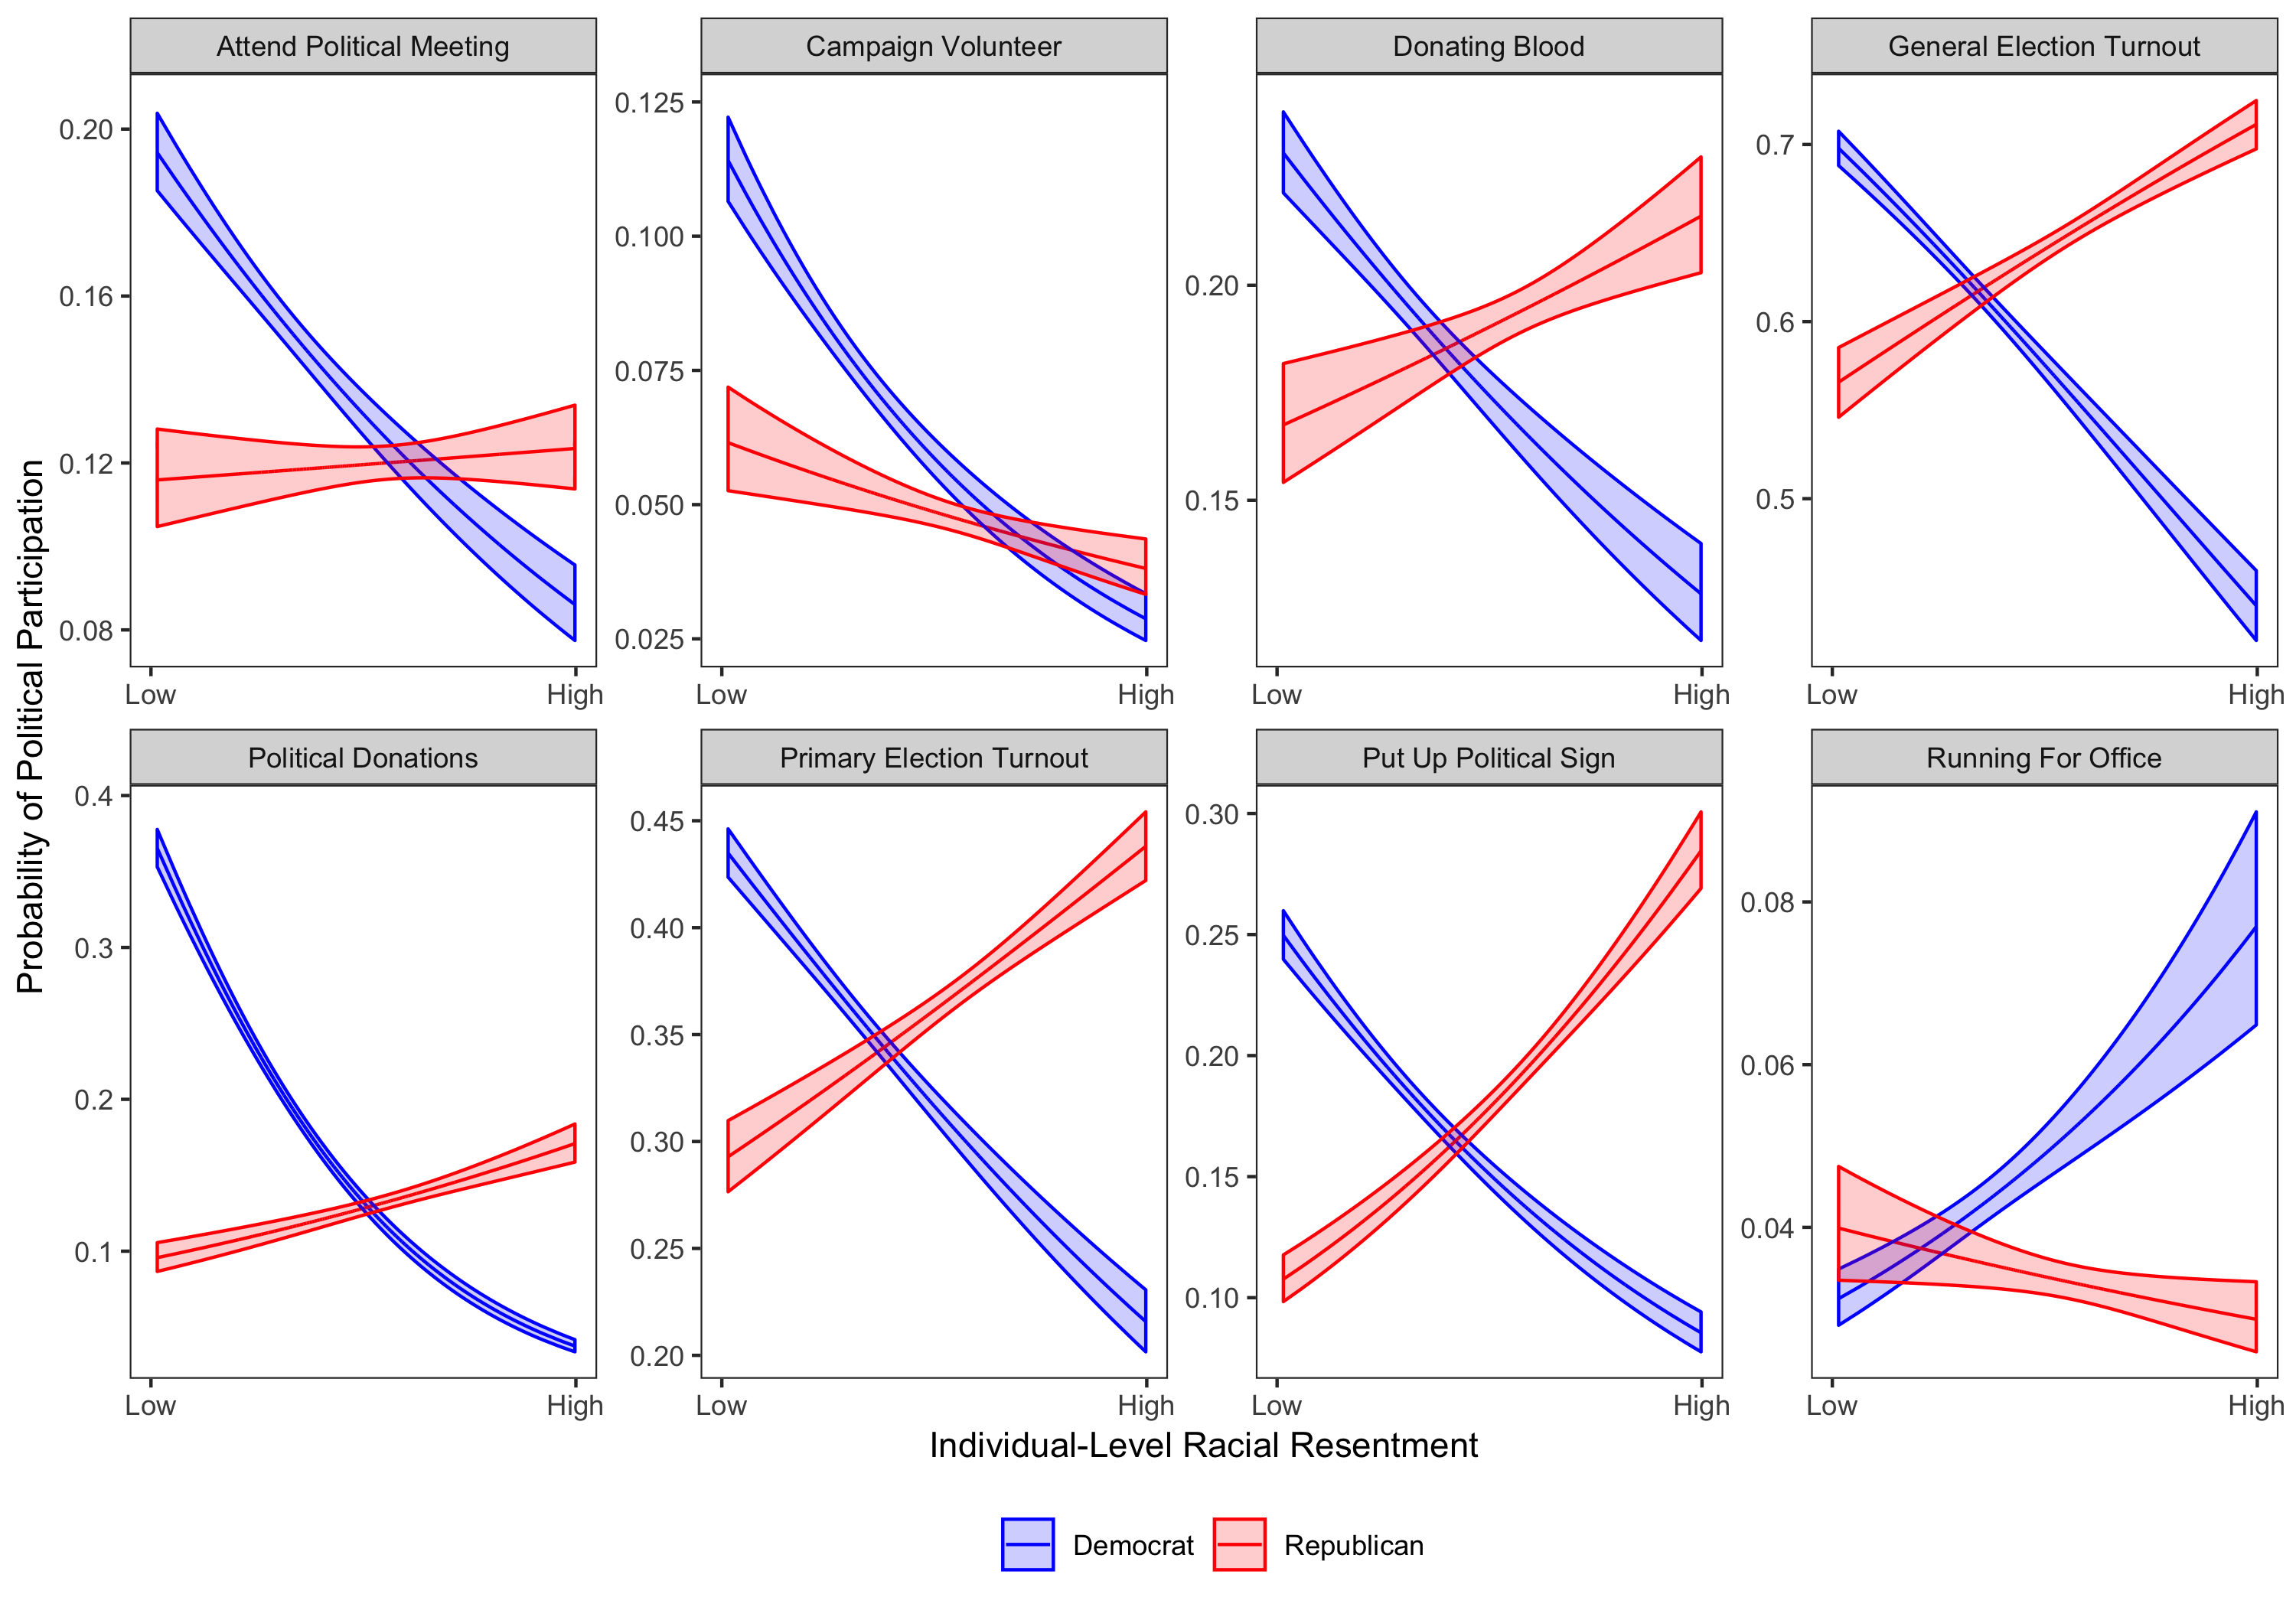 Attend Political Meeting
Campaign Volunteer
Donating Blood
General Election Turnout
0.20
0.16
0.12
0.08
0.125
0.100
0.075
0.050
0.025
0.20
0.15
0.7
0.6
0.5
Low
High
Low
High
Low
High
Low
High
Probability of Political Participation
Political Donations
Primary Election Turnout
Put Up Political Sign
Running For Office
0.4
0.3
0.2
0.1
0.45
0.40
0.35
0.30
0.25
0.20
0.30
0.25
0.20
0.15
0.10
0.08
0.06
0.04
Low
High
Low
High
Low
High
Low
High
Individual-Level Racial Resentment
Democrat
Republican